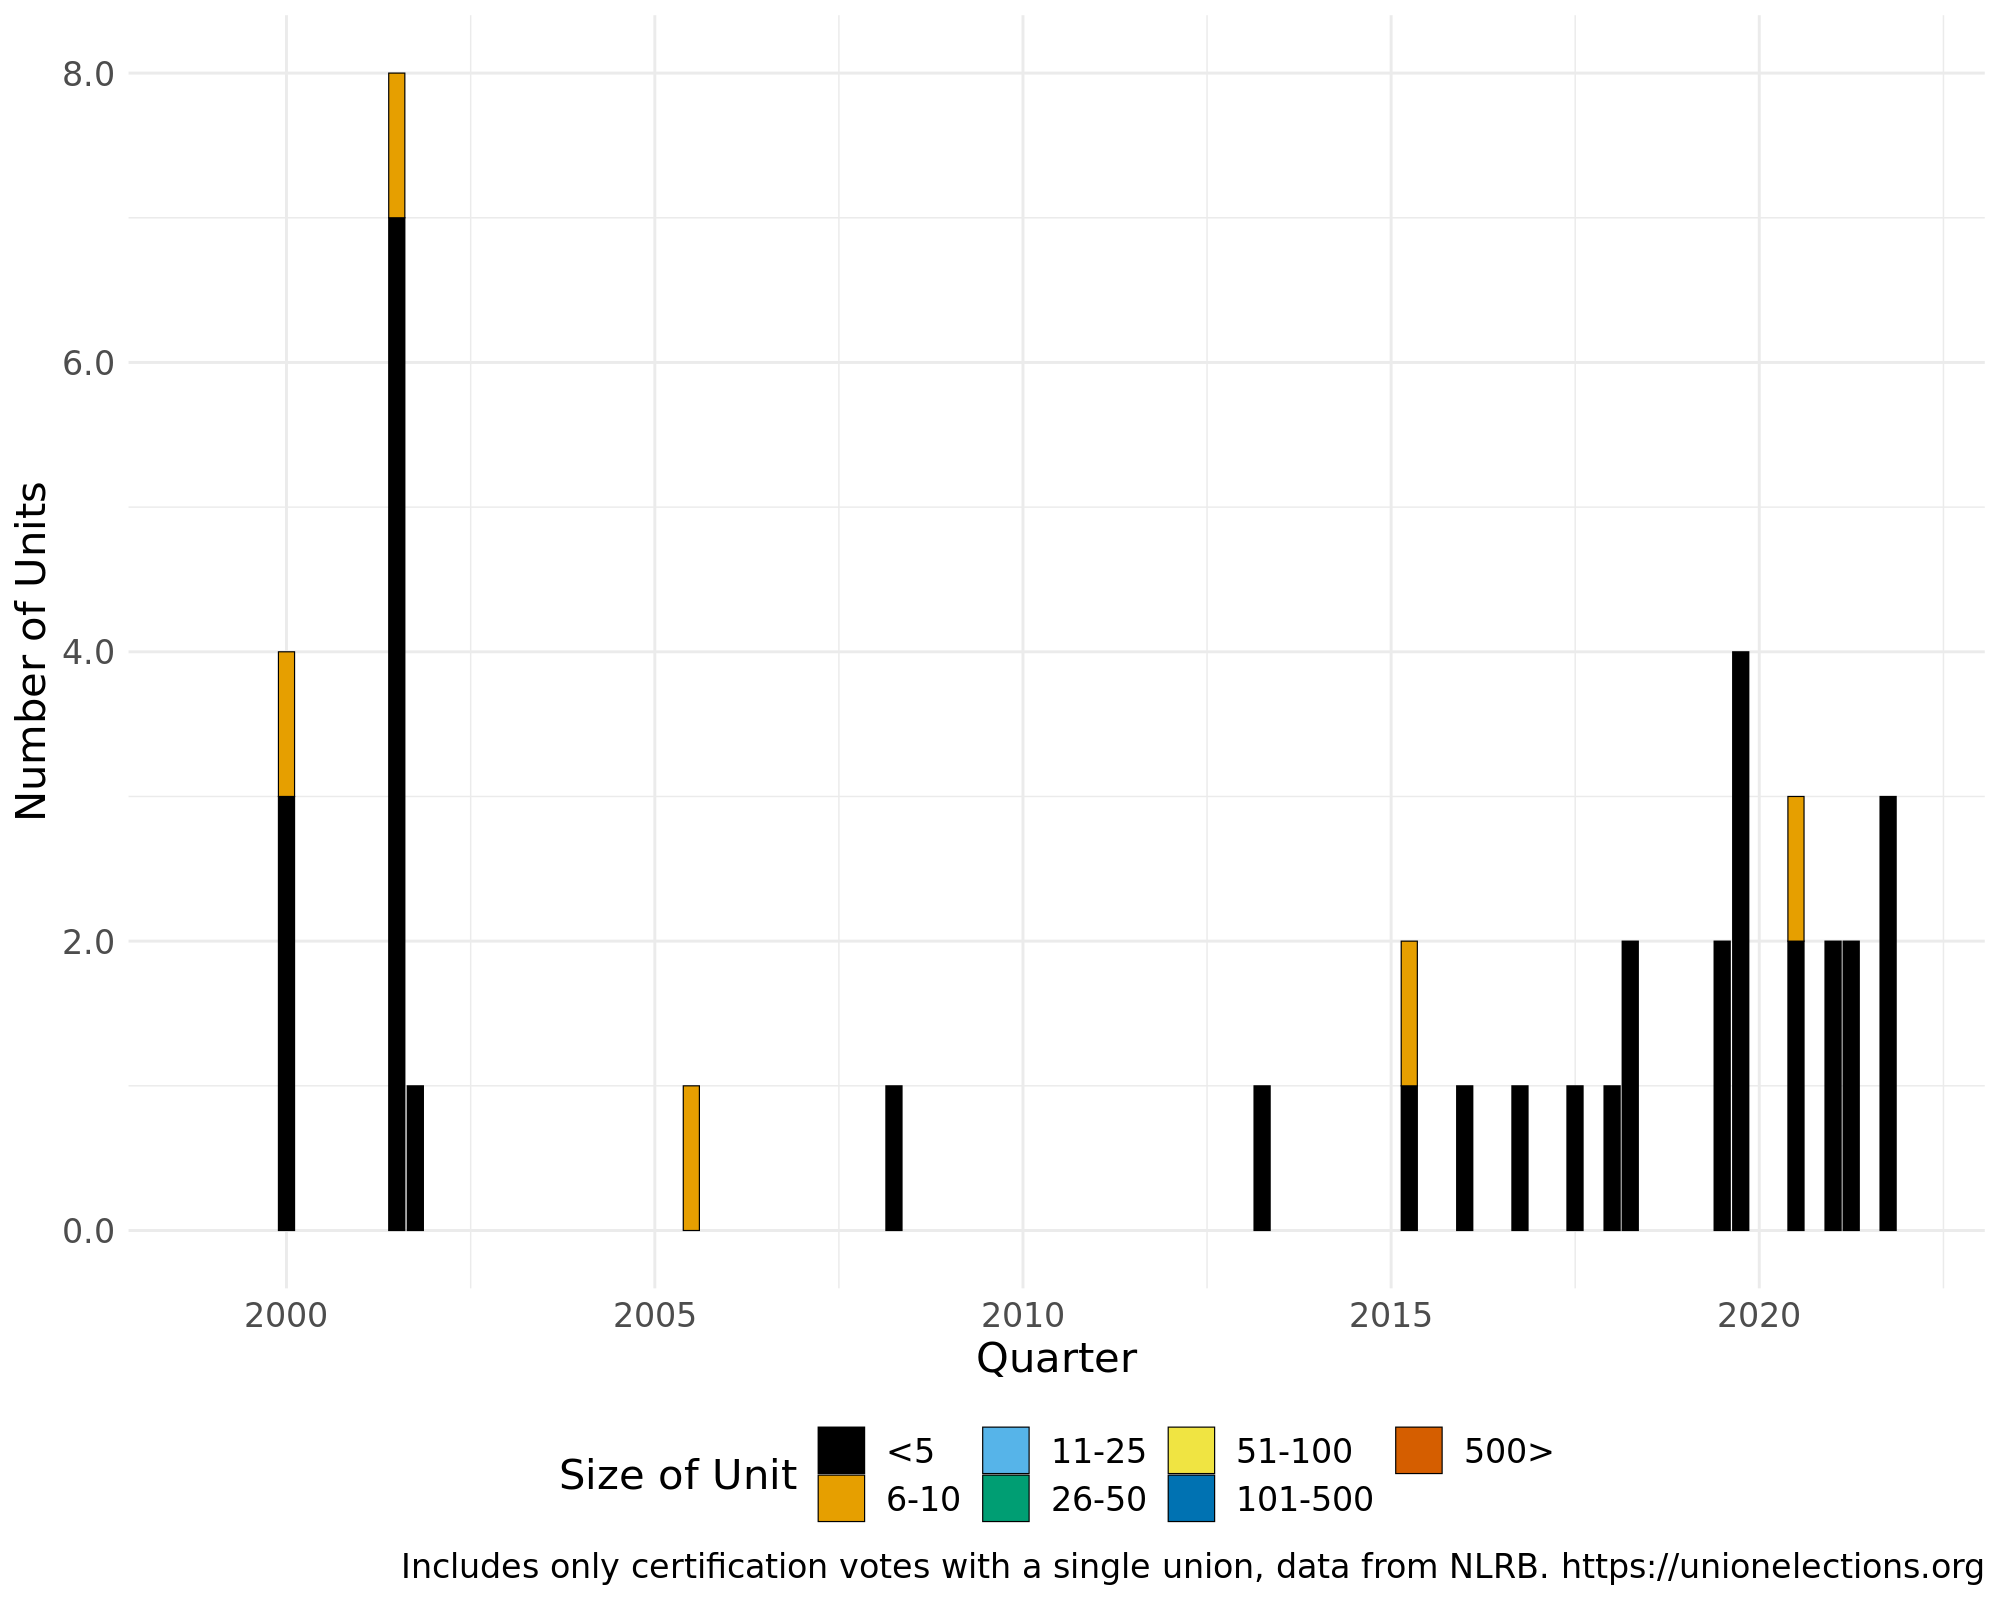 8.0
6.0
4.0
2.0
0.0
Number of Units
2000 2005 2010 2015 2020
Quarter
Size of Unit
<5 11-25 51-100 500>
6-10 26-50 101-500
Includes only certification votes with a single union, data from NLRB. https://unionelections.org